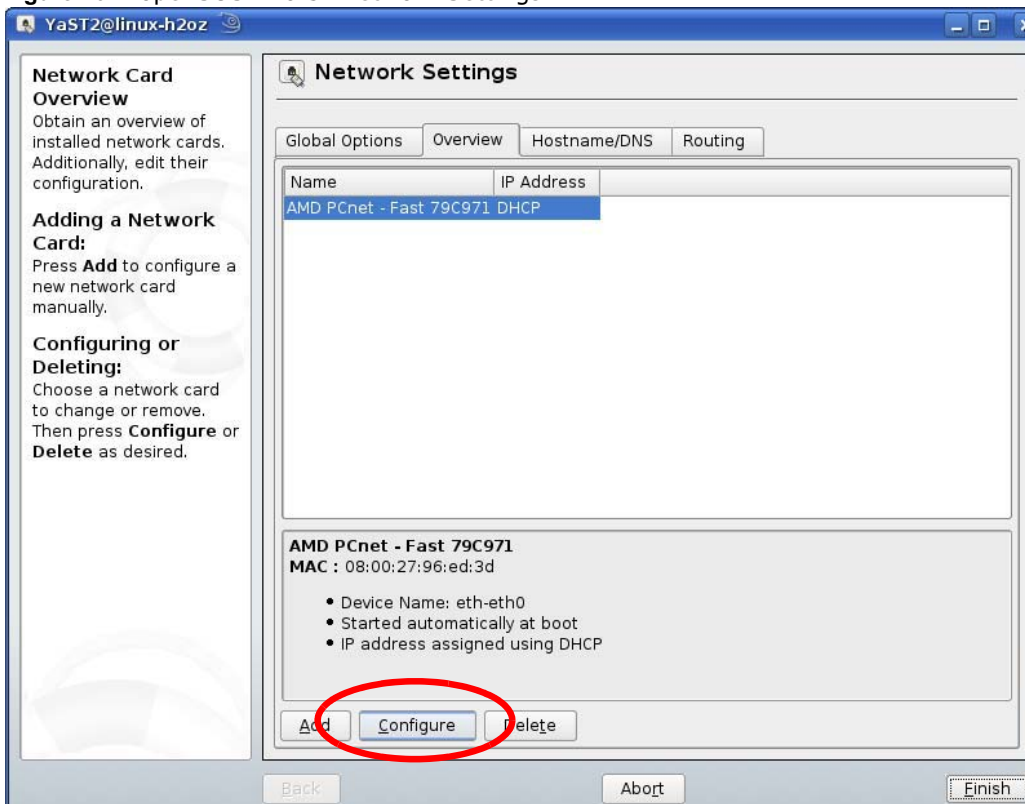 YaST2@linux-h2oz
Network Card
Overview
Obtain an overview of
installed network cards.
Additionally, edit their
configuration.
Adding a Network
Card:
Press Add to configure a
new network card
manually.
Configuring or
Deleting:
Choose a network card
to change or remove.
Then press Configure or
Delete as desired.
Network Settings
Global Options Overview Hostname/DNS Routing
Name IP Address
AMD PCnet - Fast 79C971 DHCP
AMD PCnet - Fast 79C971
MAC : 08:00:27:96:ed:3d
• Device Name: eth-eth0
• Started automatically at boot
• IP address assigned using DHCP
Add Configure Delete
Back Abort Finish